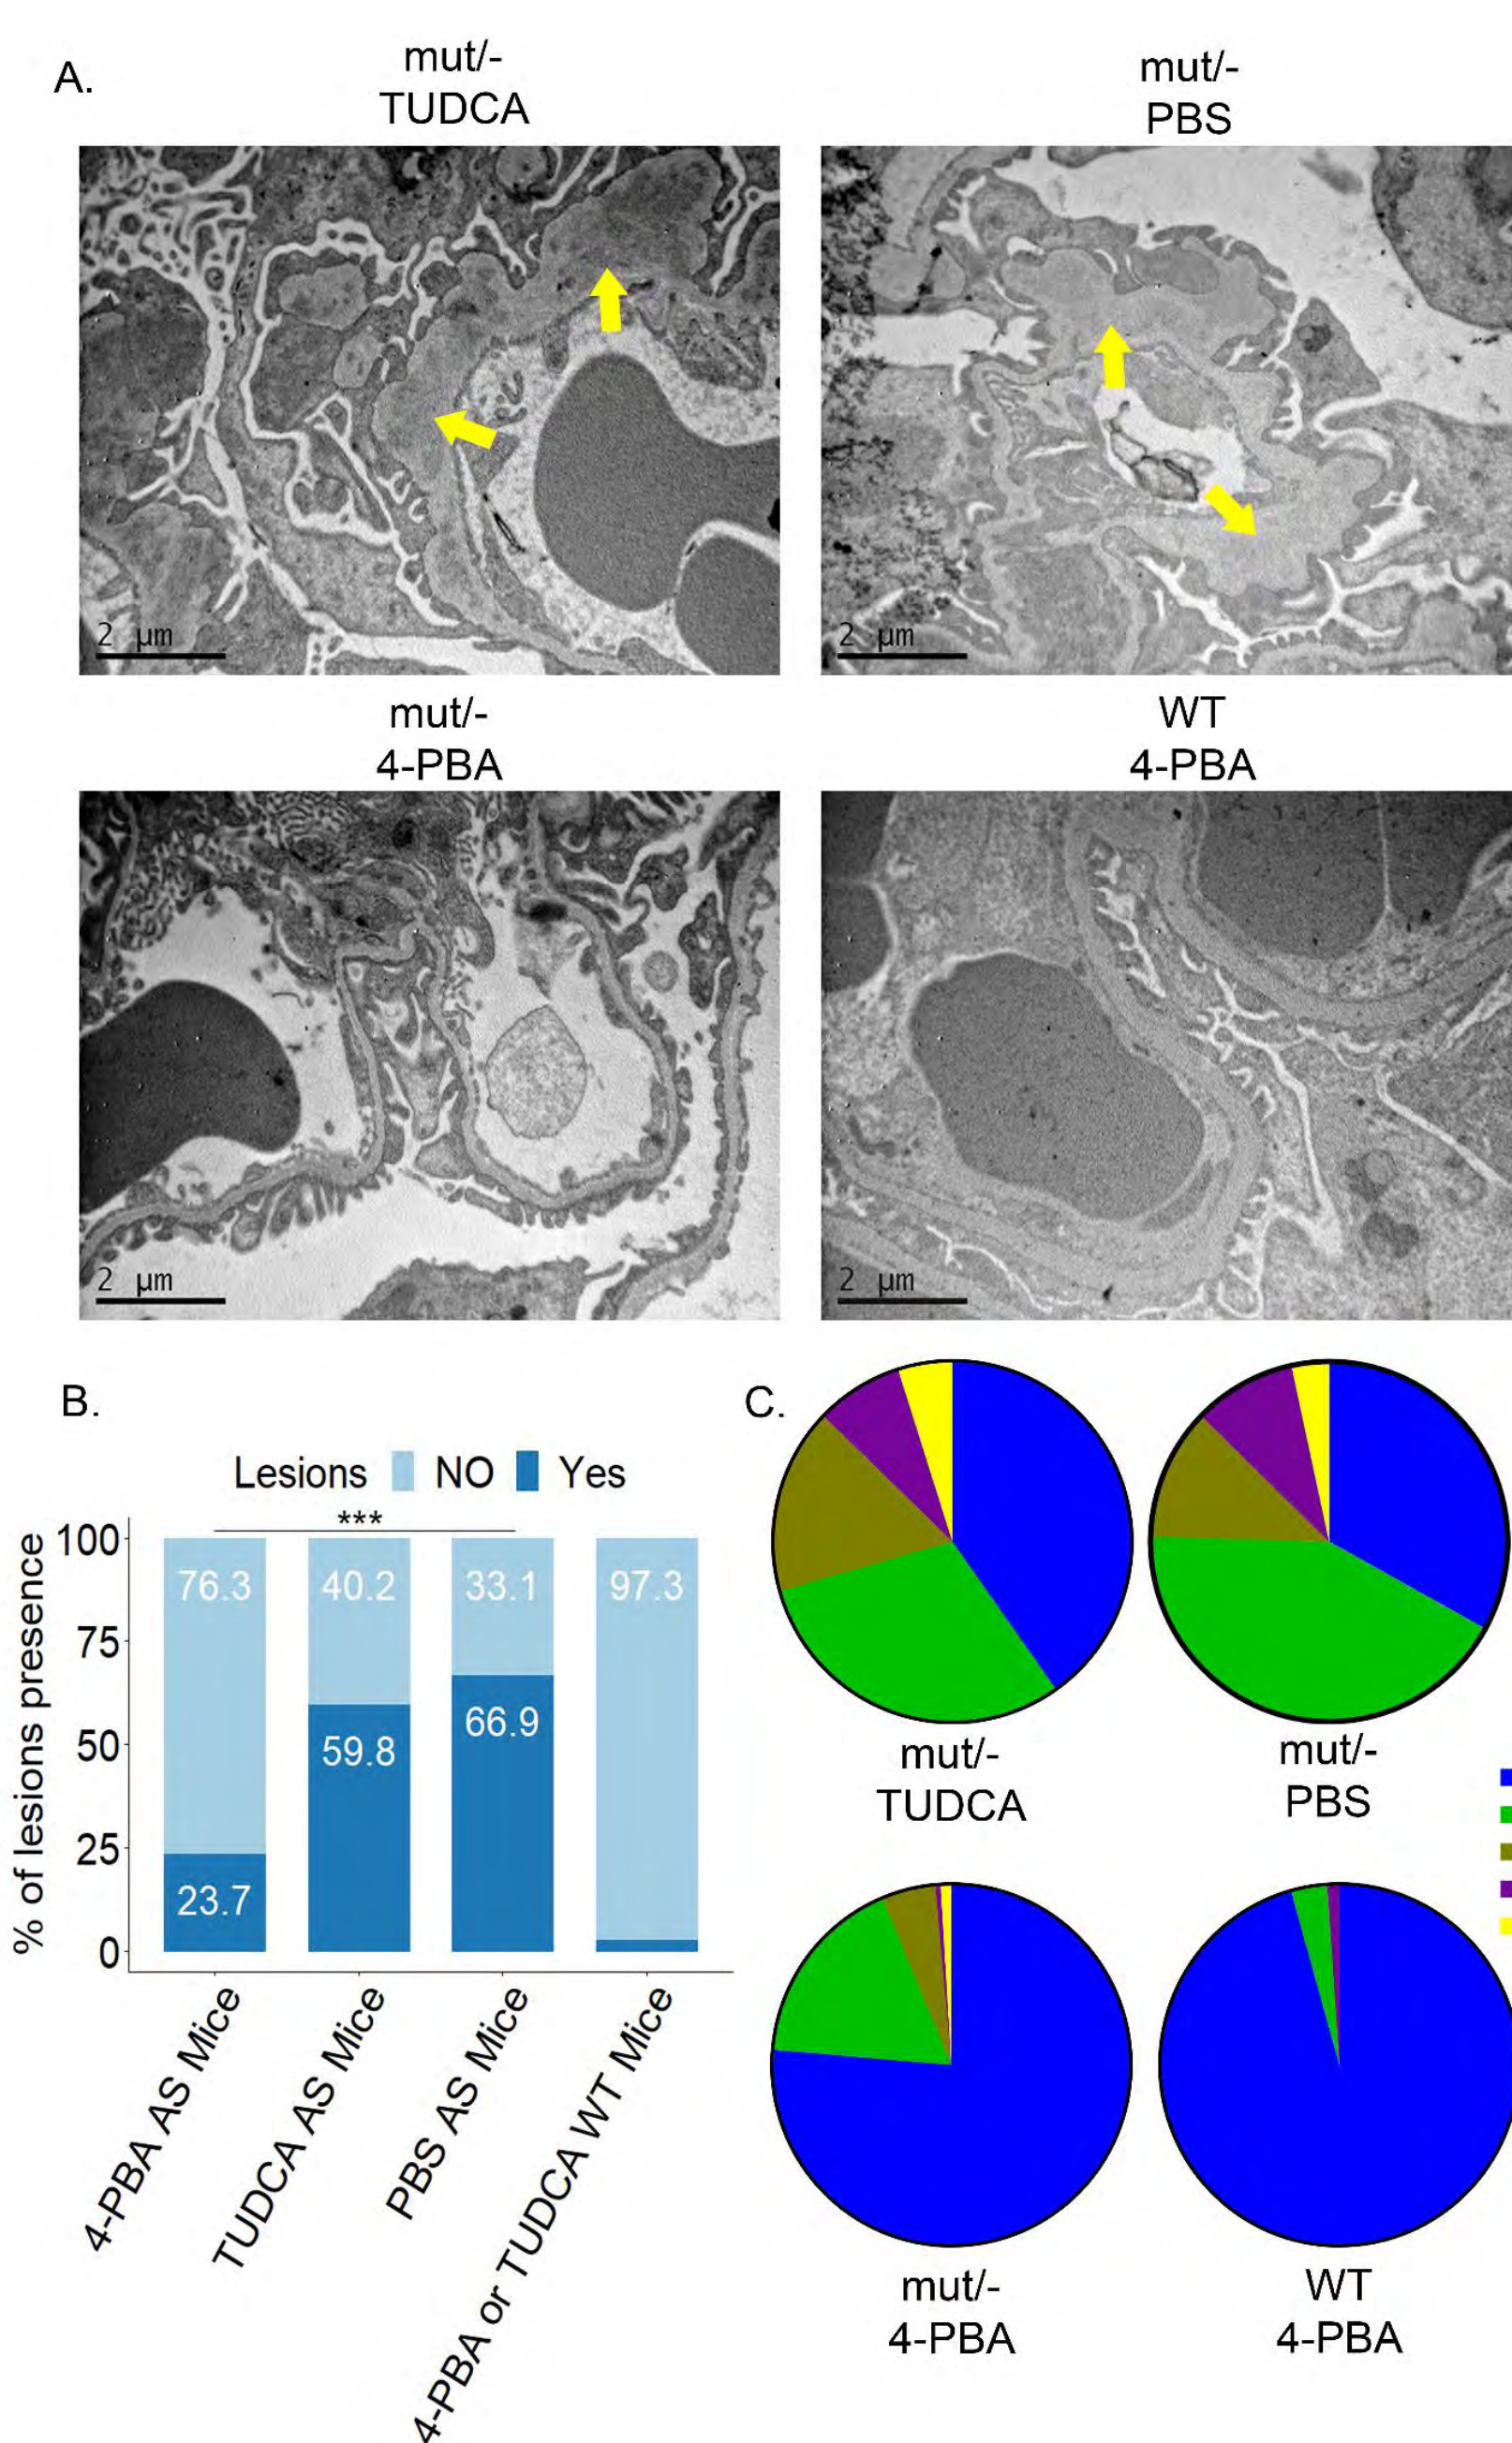 A.
mut/-
TUDCA
mut/-
PBS
2 µm
2 µm
mut/-
4-PBA
WT
4-PBA
2 µm
2 µm
B.
Lesions NO Yes
***
% of lesions presence
100
75
50
25
0
76.3
40.2
33.1
97.3
23.7
59.8
66.9
4-PBA AS Mice
TUDCA AS Mice
PBS AS Mice
4-PBA or TUDCA WT Mice
C.
mut/-
TUDCA
mut/-
PBS
mut/-
4-PBA
WT
4-PBA